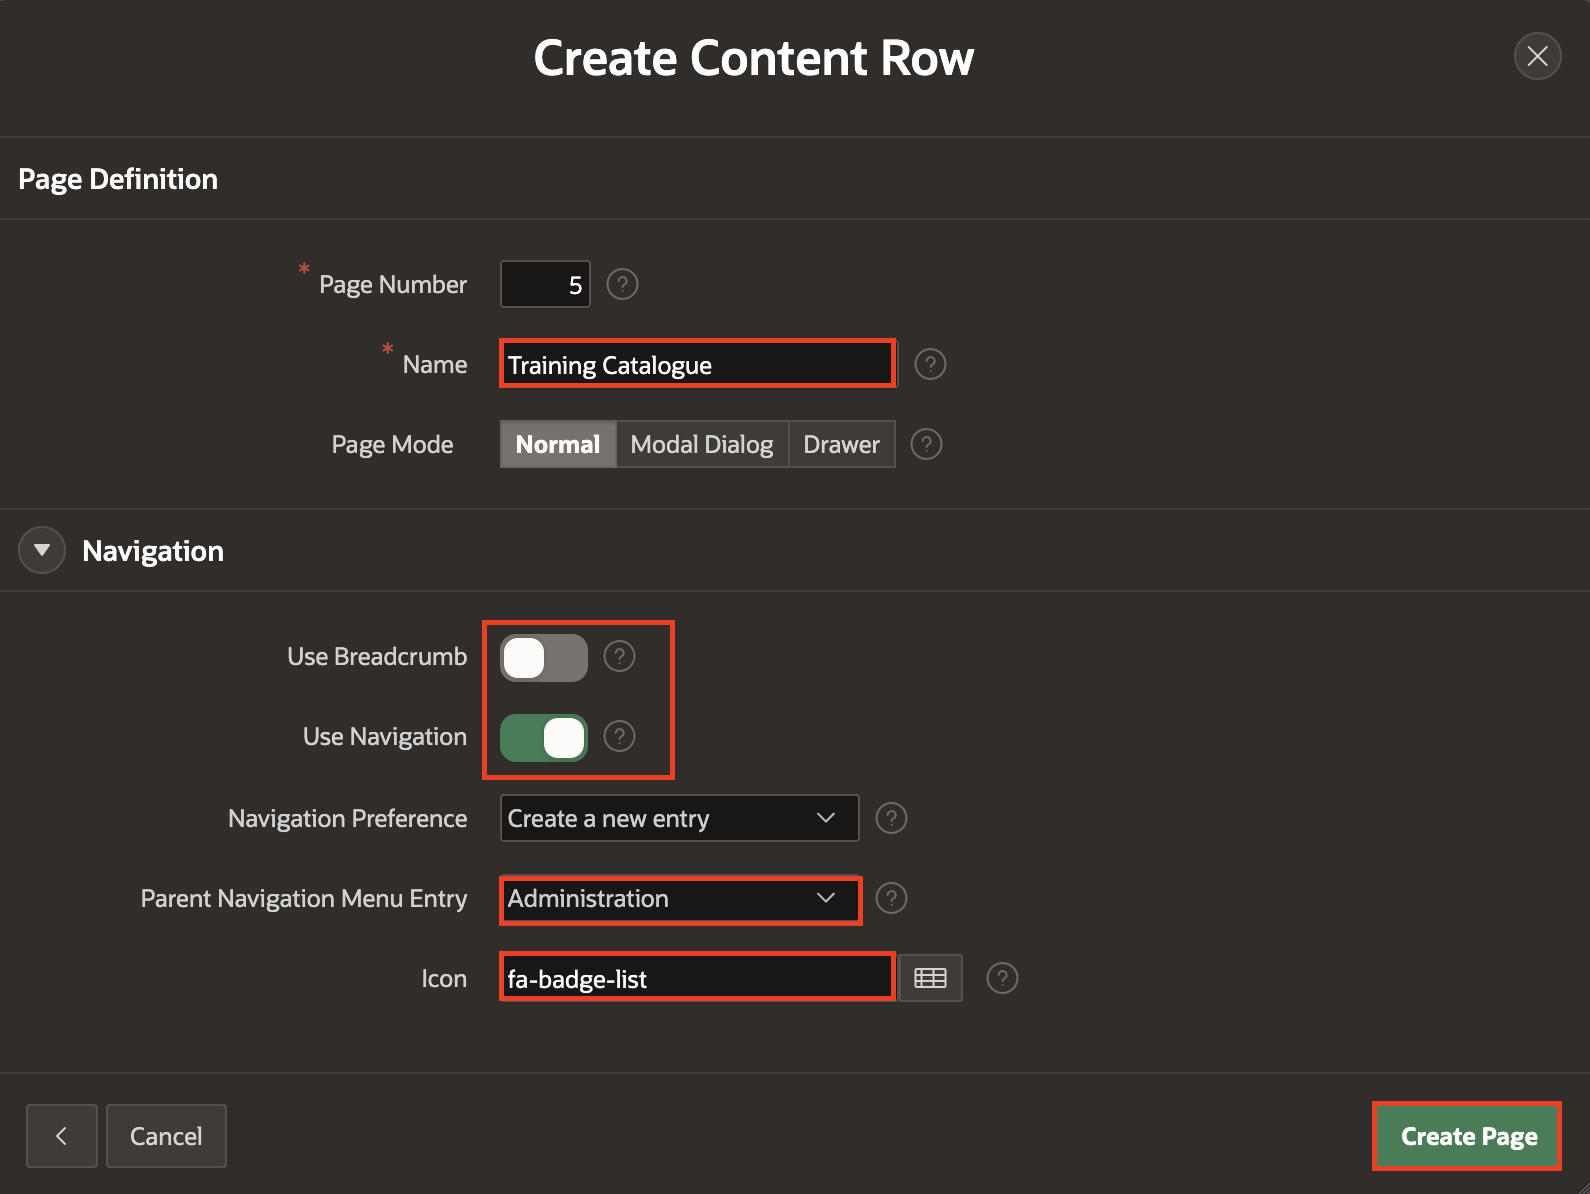 Create Content Row
Page Definition
* Page Number 5 ?
* Name Training Catalogue ?
Page Mode Normal Modal Dialog Drawer ?
Navigation
Use Breadcrumb ?
Use Navigation ?
Navigation Preference Create a new entry ?
Parent Navigation Menu Entry Administration ?
Icon fa-badge-list ?
Cancel Create Page